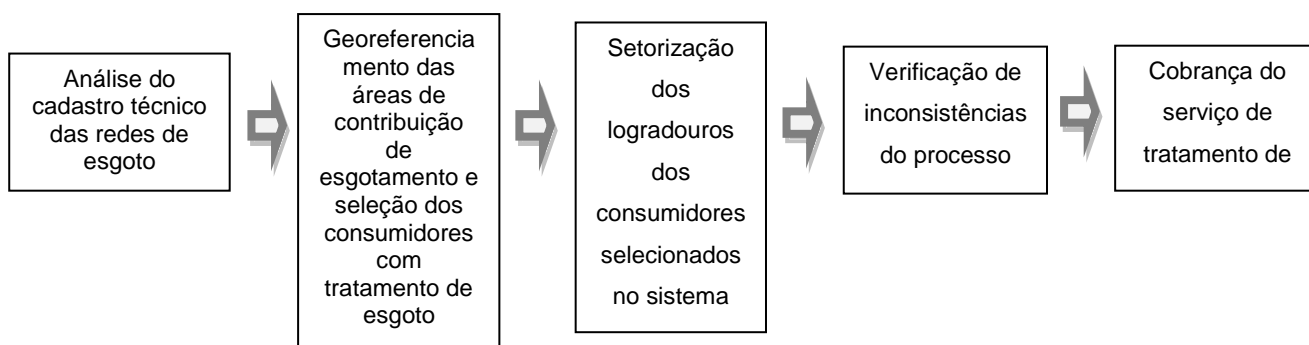 Análise do
cadastro técnico
das redes de
esgoto
Georeferencia
mento das
áreas de
contribuição
de
esgotamento e
seleção dos
consumidores
com
tratamento de
esgoto
Setorização
dos
logradouros
dos
consumidores
selecionados
no sistema
Verificação de
inconsistências
do processo
Cobrança do
serviço de
tratamento de